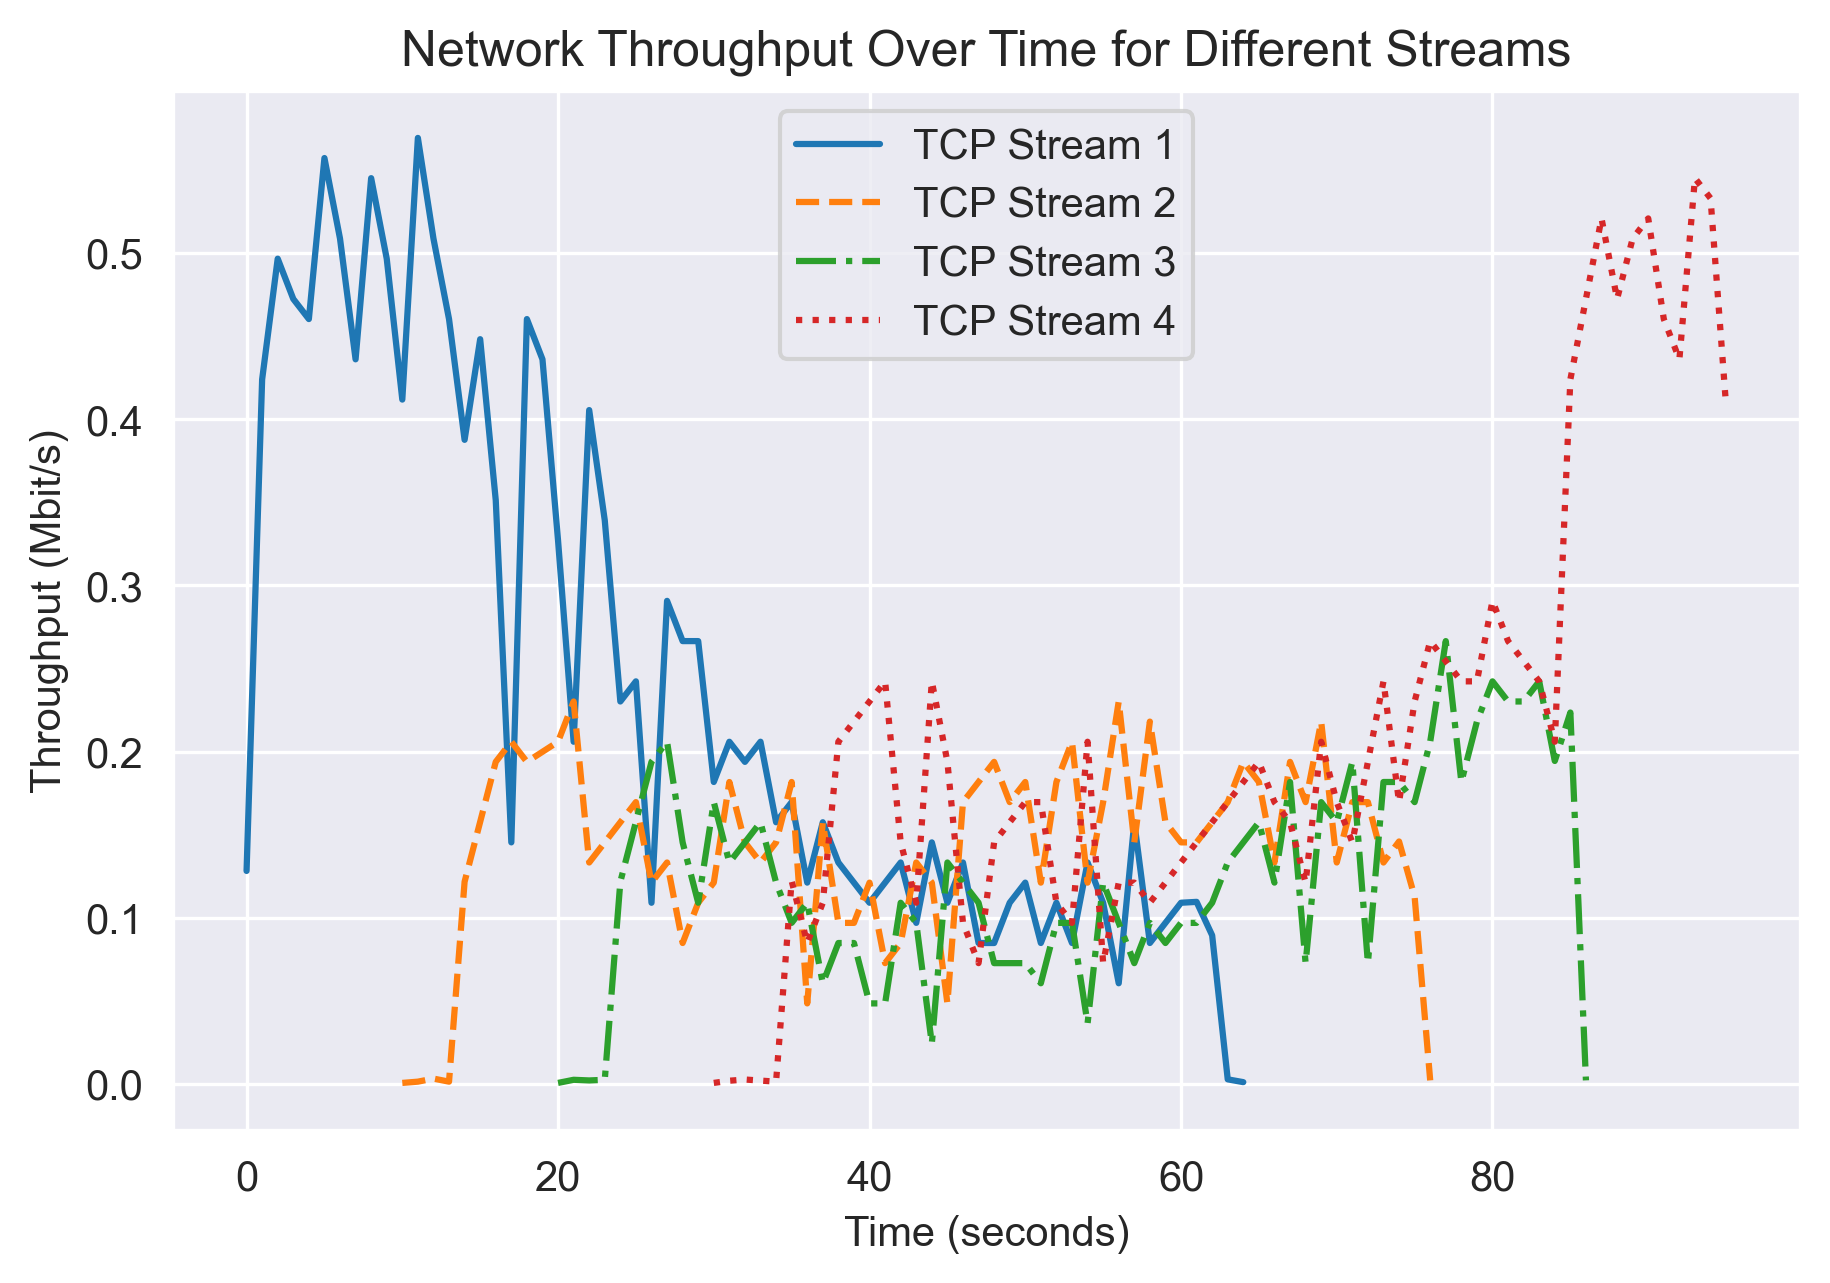 Network Throughput Over Time for Different Streams
TCP Stream 1
TCP Stream 2
TCP Stream 3
TCP Stream 4
Throughput (Mbit/s)
0.5
0.4
0.3
0.2
0.1
0.0
0 20 40 60 80
Time (seconds)